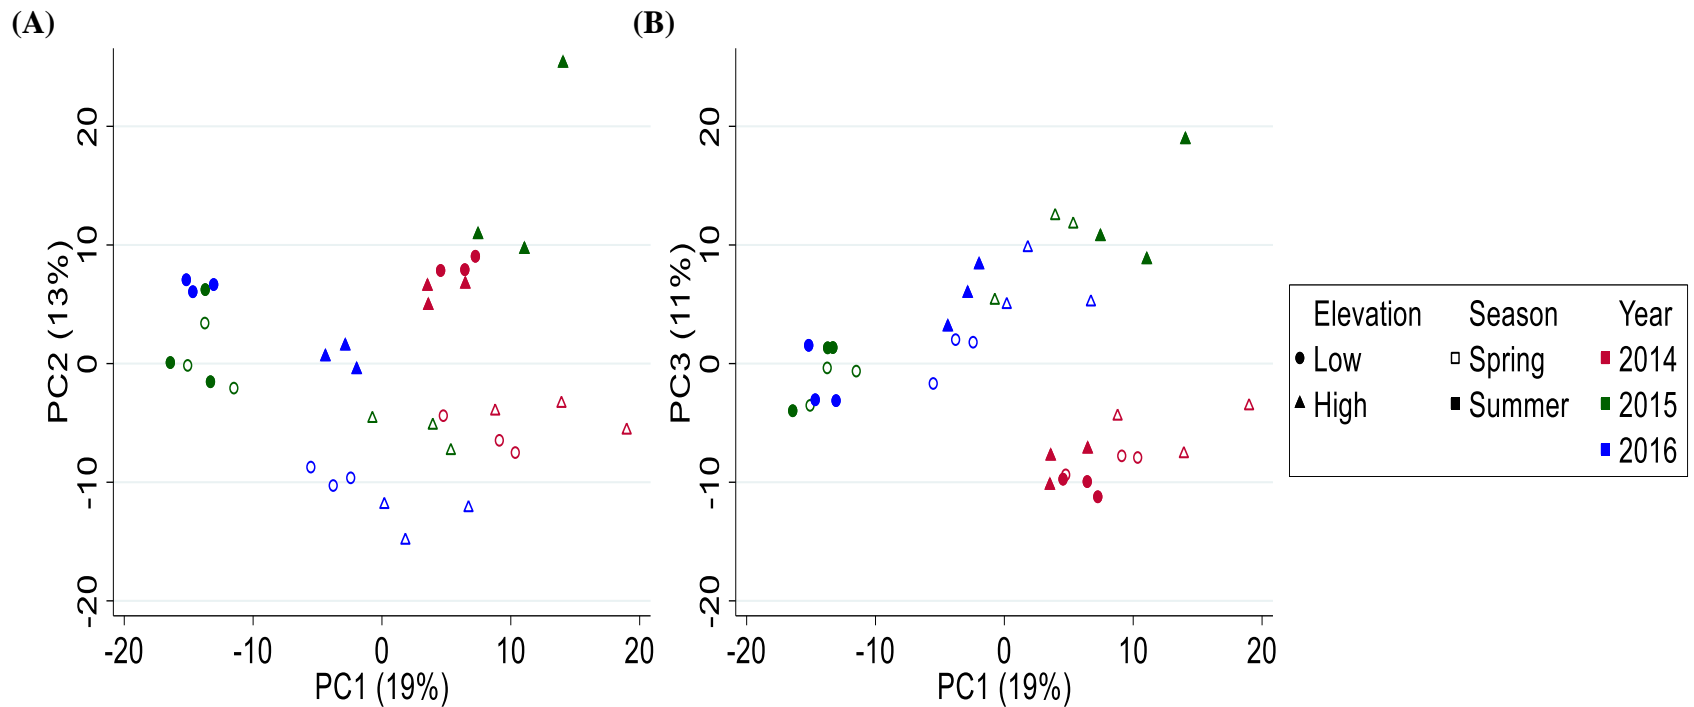 (A)
20
10
0
-10
-20
PC2 (13%)
-20 -10 0 10 20
PC1 (19%)
(B)
20
10
0
-10
-20
PC3 (11%)
-20 -10 0 10 20
PC1 (19%)
Elevation Season Year
Low Spring 2014
High Summer 2015
2016